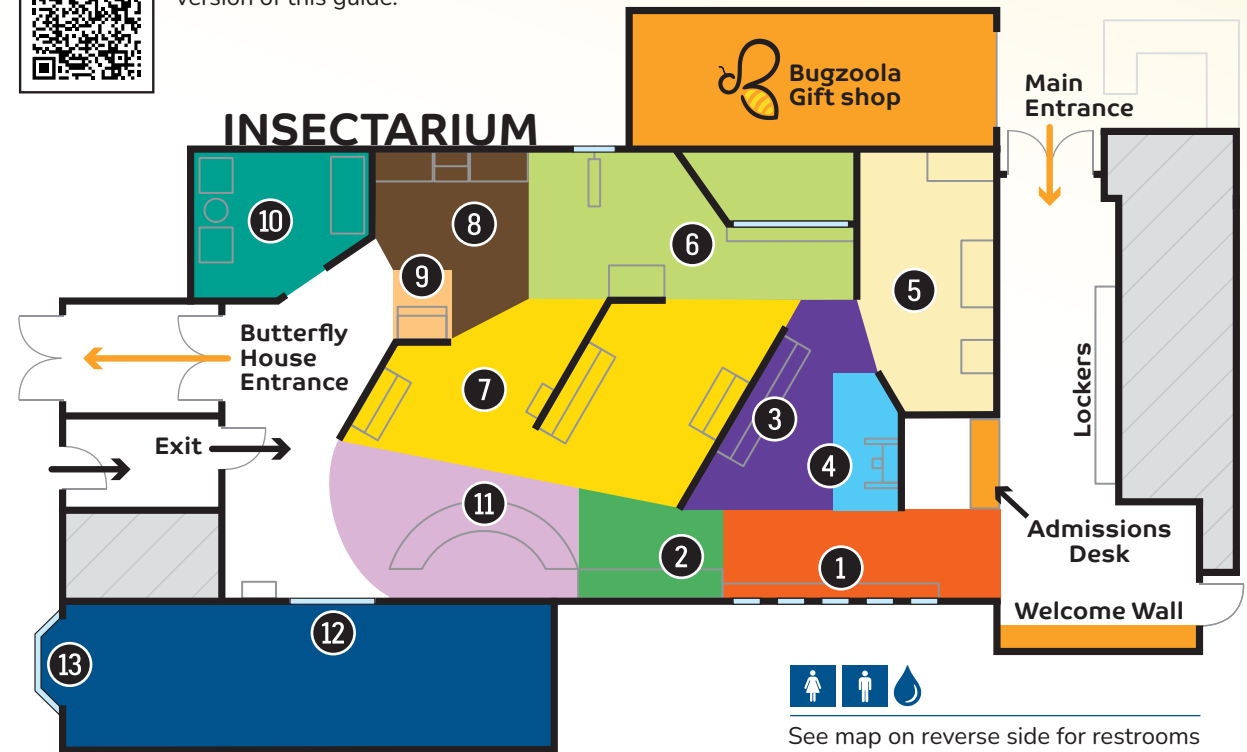 version of this guide.
Bugzoola
Gift shop
Main
Entrance
INSECTARIUM
10
8
9
6
5
Butterfly
House
Entrance
7
3
4
Lockers
Exit
11
2
1
Admissions
Desk
Welcome Wall
12
13
See map on reverse side for restrooms